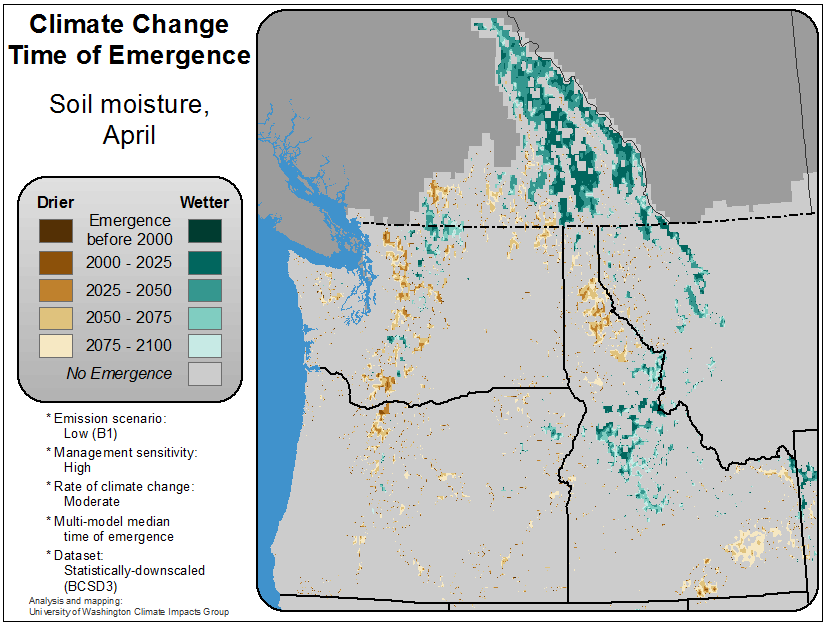 Climate Change
Time of Emergence
Soil moisture,
April
Drier Wetter
Emergence
before 2000
2000 - 2025
2025 - 2050
2050 - 2075
2075 - 2100
No Emergence
* Emission scenario:
Low (B1)
* Management sensitivity:
High
* Rate of climate change:
Moderate
* Multi-model median
time of emergence
* Dataset:
Statistically-downscaled
(BCSD3)
Analysis and mapping:
University of Washington Climate Impacts Group